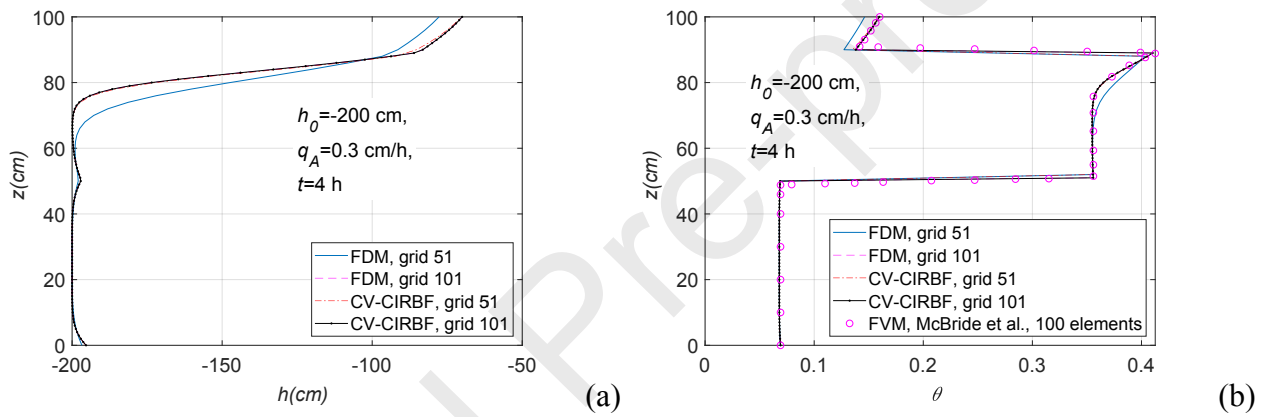 100
80
60
40
20
0
z(cm)
-200
-150
-100
-50
h(cm)
h0=-200 cm,
qA=0.3 cm/h,
t=4 h
FDM, grid 51
FDM, grid 101
CV-CIRBF, grid 51
CV-CIRBF, grid 101
(a)
100
80
60
40
20
0
z(cm)
0
0.1
0.2
0.3
0.4
θ
h0=-200 cm,
qA=0.3 cm/h,
t=4 h
FDM, grid 51
FDM, grid 101
CV-CIRBF, grid 51
CV-CIRBF, grid 101
FVM, McBride et al., 100 elements
(b)
l Pre-pr